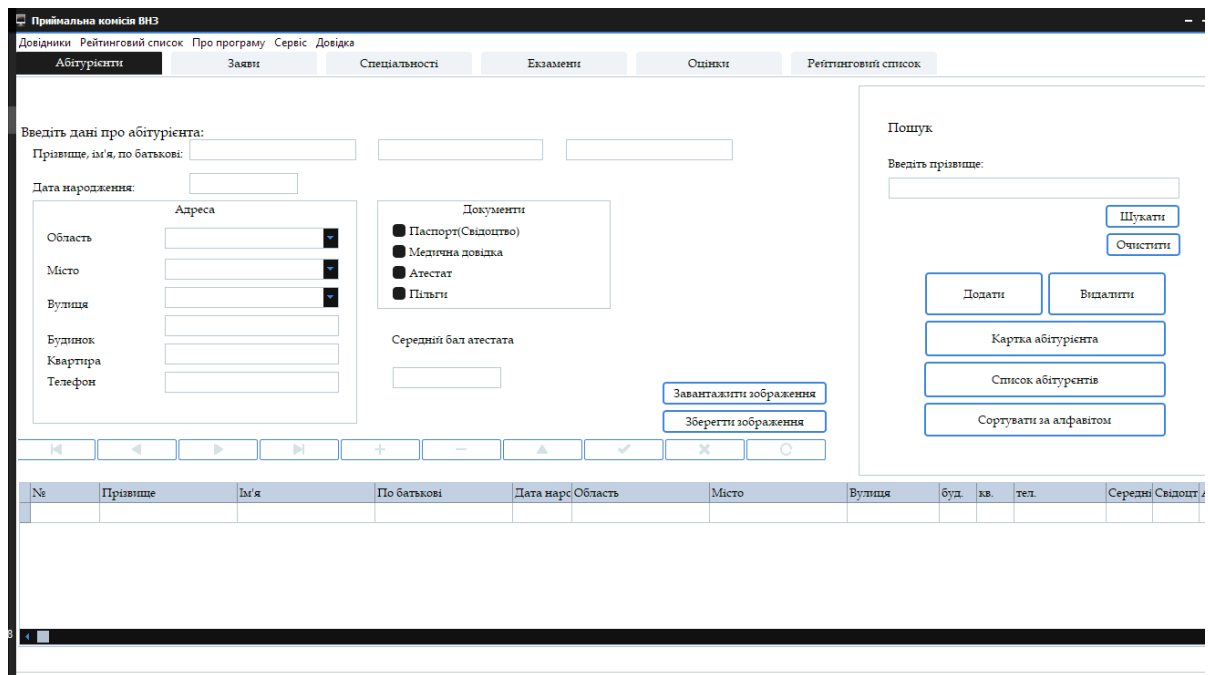 Приймальна комісія ВНЗ
Довідники Рейтинговий список Про програму Сервіс Довідка
Абітурієнти Заяви Спеціальності Екзамени Оцінки Рейтинговий список
Введіть дані про абітурієнта:
Прізвище, ім'я, по батькові:
Дата народження:
Адреса
Область
Місто
Вулиця
Будинок
Квартира
Телефон
Документи
Паспорт(Свідоцтво)
Медична довідка
Атестат
Пільги
Середній бал атестата
Завантажити зображення
Зберегти зображення
Пошук
Введіть прізвище:
Шукати
Очистити
Додати Видалити
Картка абітурієнта
Список абітурєнтів
Сортувати за алфавітом
№ Прізвище Ім'я По батькові Дата нарс Область Місто Вулиця буд. кв. тел. Середні Свідоцт
8